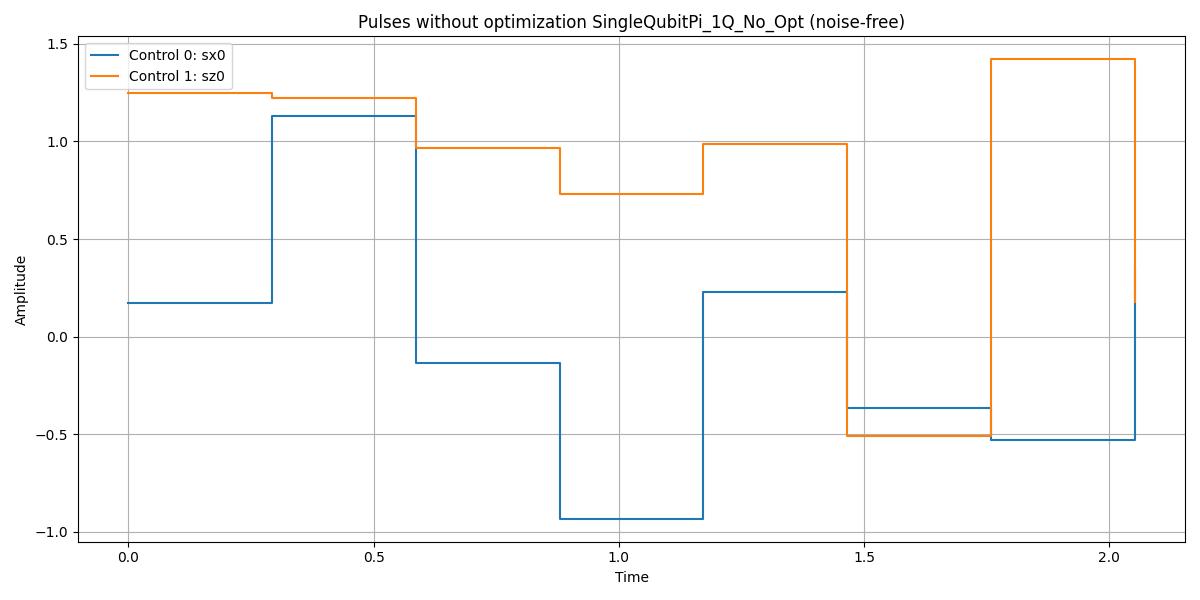 Pulses without optimization SingleQubitPi_1Q_No_Opt (noise-free)
Control 0: sx0
Control 1: sz0
Amplitude
1.5
1.0
0.5
0.0
−0.5
−1.0
0.0 0.5 1.0 1.5 2.0
Time